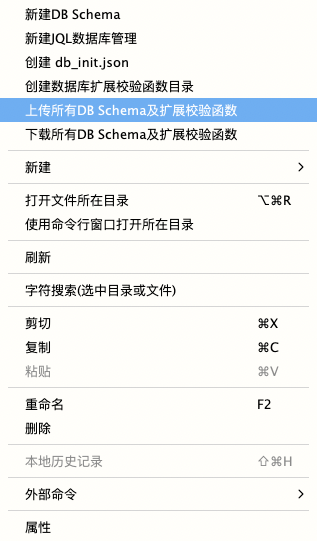 新建DB Schema
新建JQL数据库管理
创建 db_init.json
创建数据库扩展校验函数目录
上传所有DB Schema及扩展校验函数
下载所有DB Schema及扩展校验函数
新建
打开文件所在目录 ⌥⌘R
使用命令行窗口打开所在目录
刷新
字符搜索(选中目录或文件)
剪切 ⌘X
复制 ⌘C
粘贴 ⌘V
重命名 F2
删除
本地历史记录 ⇧⌘H
外部命令
属性